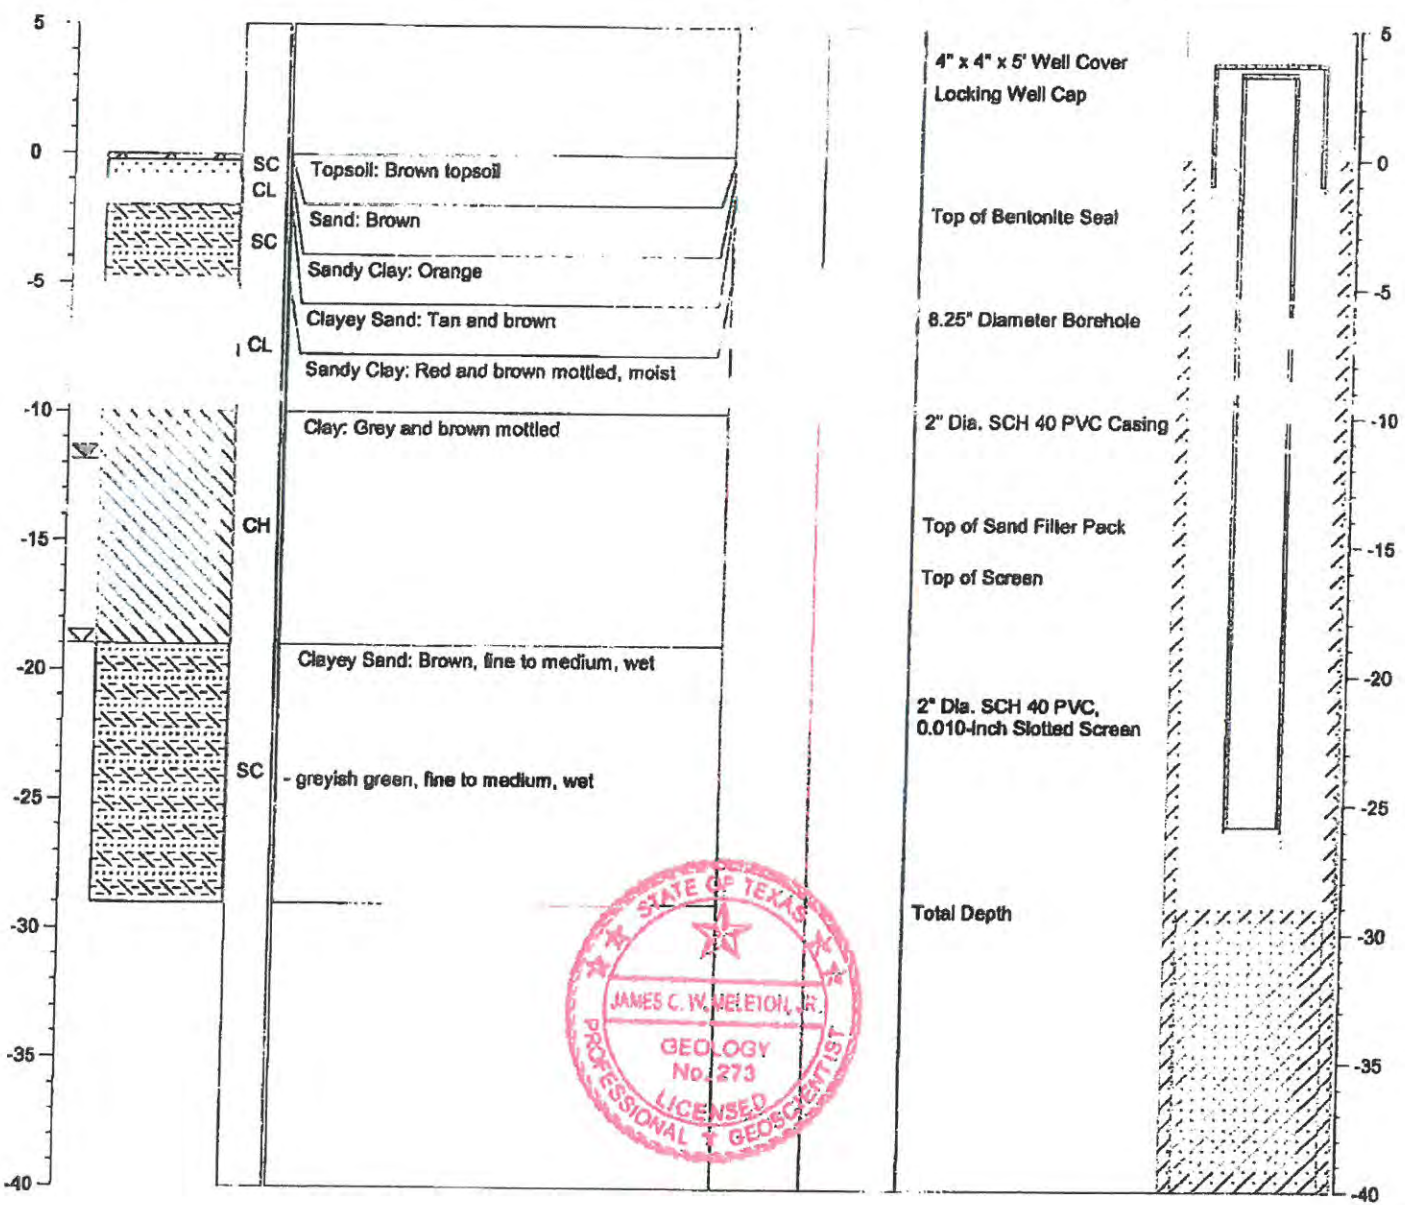 5
5
4" x 4" x 5' Well Cover
Locking Well Cap
0
0
SC
Topsoil: Brown topsoil
CL
Sand: Brown
Top of Bentonite Seal
SC
Sandy Clay: Orange
-5
-5
Clayey Sand: Tan and brown
8.25" Diameter Borehole
CL
Sandy Clay: Red and brown mottled, moist
-10
-10
Clay: Grey and brown mottled
2" Dia. SCH 40 PVC Casing
CH
Top of Sand Filter Pack
-15
-15
Top of Screen
Clayey Sand: Brown, fine to medium, wet
-20
-20
2" Dia. SCH 40 PVC,
0.010-inch Slotted Screen
SC
- greyish green, fine to medium, wet
-25
-25
Total Depth
-30
-30
STATE OF TEXAS
JAMES C. W. MELETON, JR.
GEOLOGY
No. 273
LICENSED
PROFESSIONAL GEOSCIENTIST
-35
-35
-40
-40